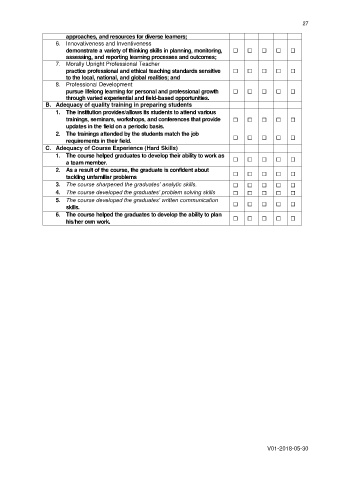 27
approaches, and resources for diverse learners;
6. Innovativeness and Inventiveness
demonstrate a variety of thinking skills in planning, monitoring,
assessing, and reporting learning processes and outcomes;
☐ ☐ ☐ ☐ ☐
7. Morally Upright Professional Teacher
practice professional and ethical teaching standards sensitive
to the local, national, and global realities; and
☐ ☐ ☐ ☐ ☐
8. Professional Development
pursue lifelong learning for personal and professional growth
through varied experiential and field-based opportunities.
☐ ☐ ☐ ☐ ☐
B. Adequacy of quality training in preparing students
1. The institution provides/allows its students to attend various
trainings, seminars, workshops, and conferences that provide
updates in the field on a periodic basis.
☐ ☐ ☐ ☐ ☐
2. The trainings attended by the students match the job
requirements in their field.
☐ ☐ ☐ ☐ ☐
C. Adequacy of Course Experience (Hard Skills)
1. The course helped graduates to develop their ability to work as
a team member.
☐ ☐ ☐ ☐ ☐
2. As a result of the course, the graduate is confident about
tackling unfamiliar problems
☐ ☐ ☐ ☐ ☐
3. The course sharpened the graduates' analytic skills. ☐ ☐ ☐ ☐ ☐
4. The course developed the graduates' problem solving skills ☐ ☐ ☐ ☐ ☐
5. The course developed the graduates' written communication
skills.
☐ ☐ ☐ ☐ ☐
6. The course helped the graduates to develop the ability to plan
his/her own work.
☐ ☐ ☐ ☐ ☐
V01-2018-05-30